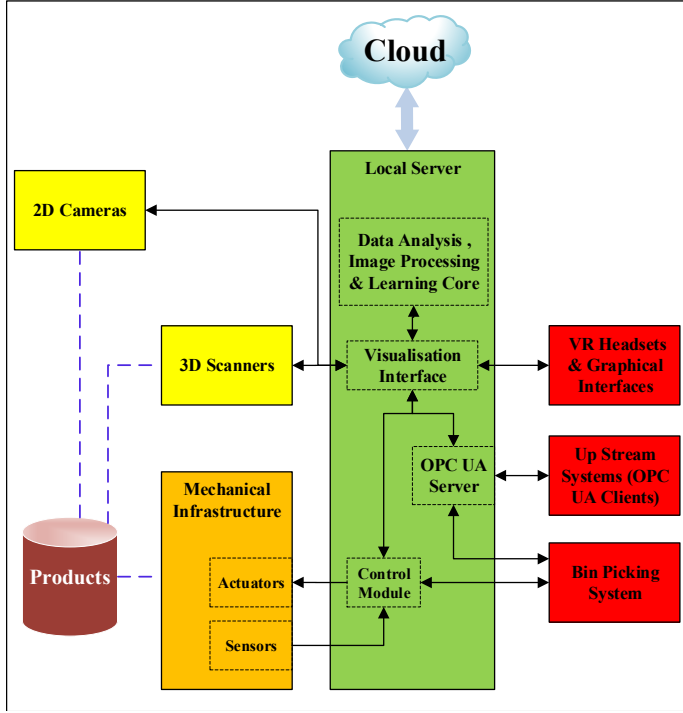 Cloud
Local Server
2D Cameras
Data Analysis ,
Image Processing
& Learning Core
3D Scanners
Visualisation
Interface
VR Headsets
& Graphical
Interfaces
Mechanical
Infrastructure
OPC UA
Server
Up Stream
Systems (OPC
UA Clients)
Products
Actuators
Control
Module
Bin Picking
System
Sensors